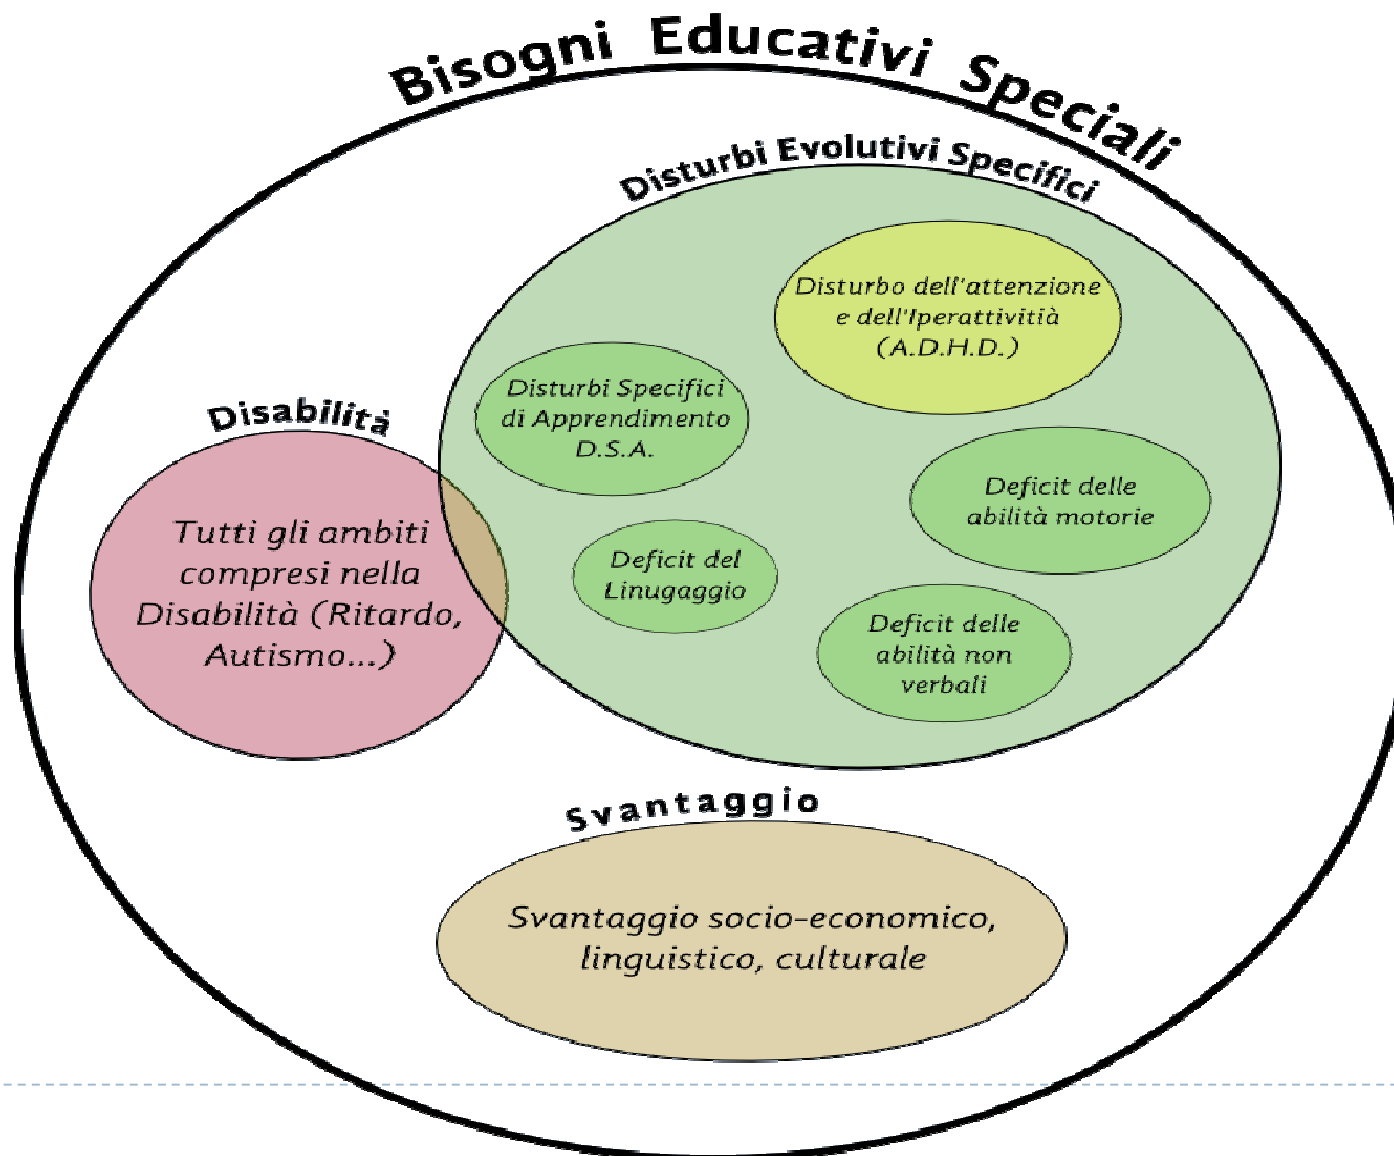 Bisogni Educativi Speciali
Disturbi Evolutivi Specifici
Disturbo dell'attenzione
e dell'Iperattivitià
(A.D.H.D.)
Disturbi Specifici
di Apprendimento
D.S.A.
Disabilità
Tutti gli ambiti
compresi nella
Disabilità (Ritardo,
Autismo...)
Deficit delle
abilità motorie
Deficit del
Linugaggio
Deficit delle
abilità non
verbali
Svantaggio
Svantaggio socio-economico,
linguistico, culturale